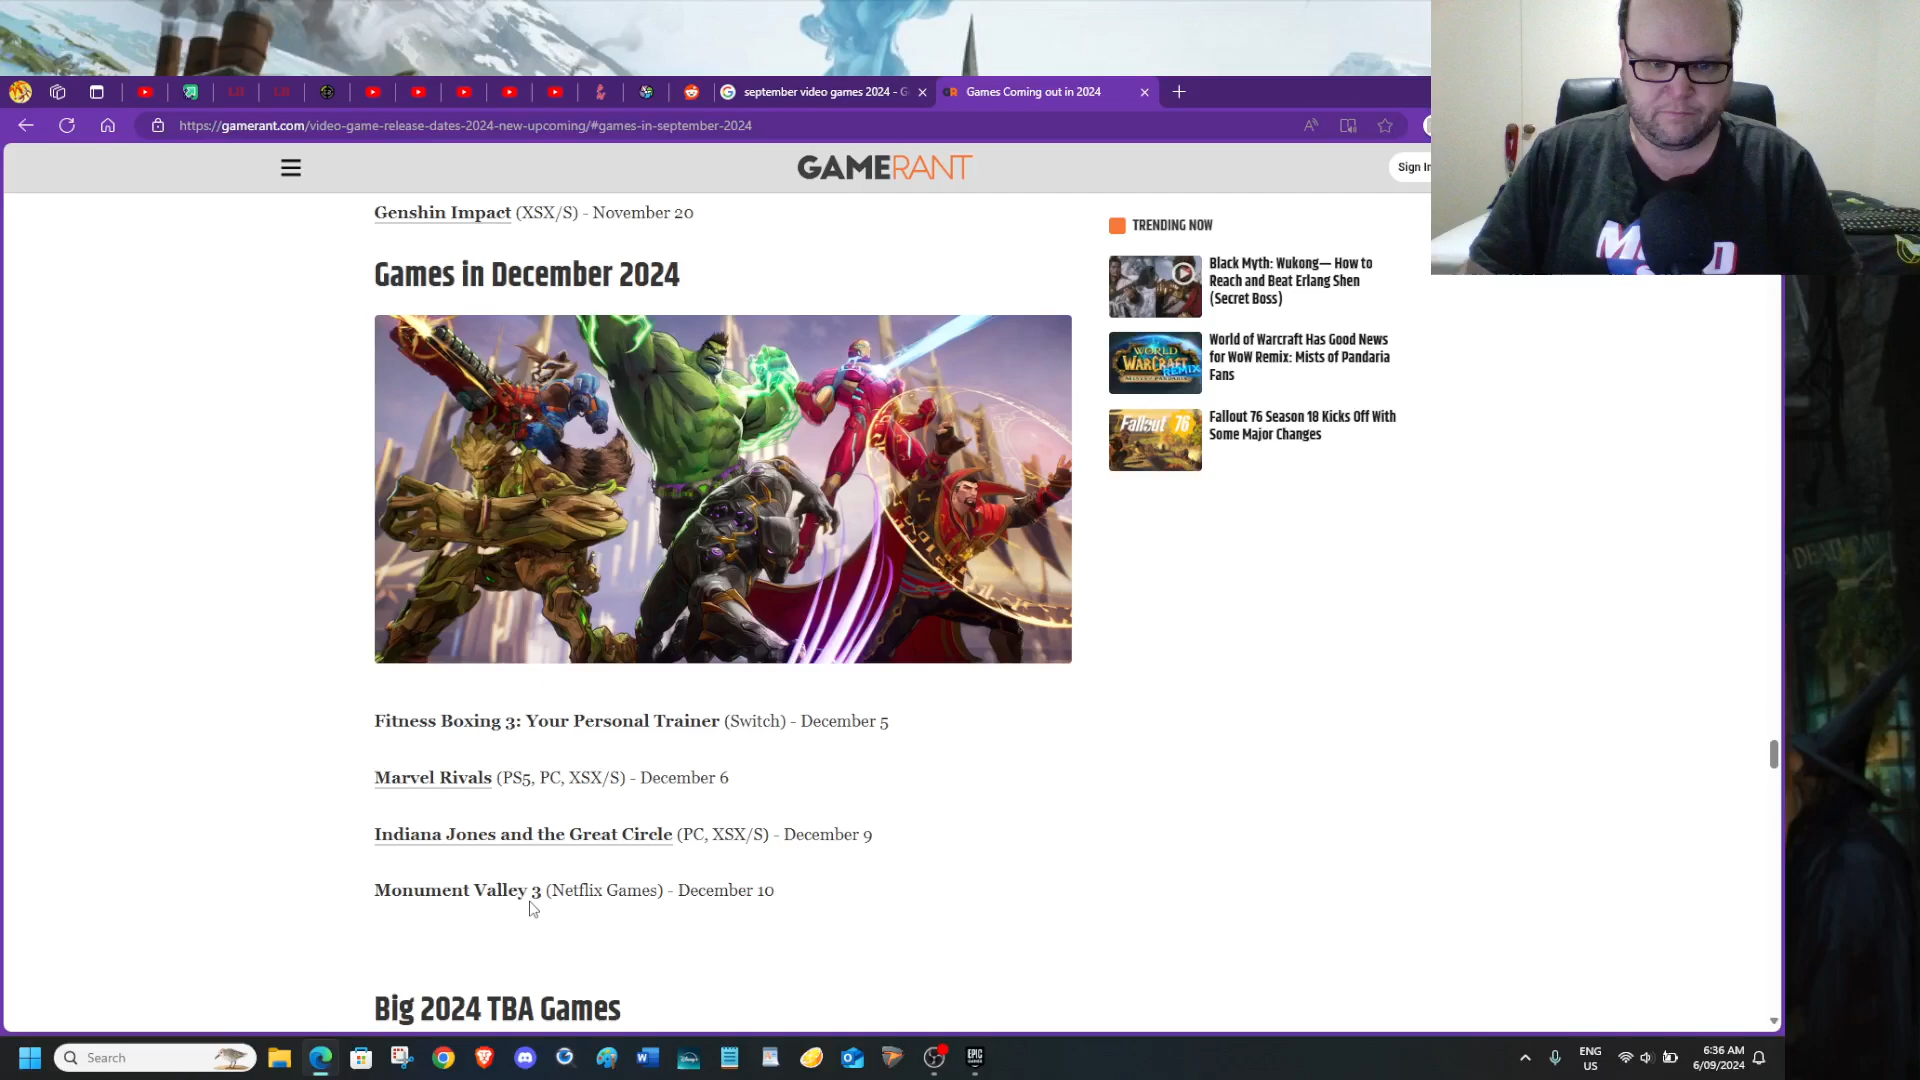 september video games 2024 - G
Games Coming out in 2024
https://gamerant.com/video-game-release-dates-2024-new-upcoming/#games-in-september-2024
GAMERANT
Sign In
Genshin Impact (XSX/S) - November 20
Games in December 2024
Fitness Boxing 3: Your Personal Trainer (Switch) - December 5
Marvel Rivals (PS5, PC, XSX/S) - December 6
Indiana Jones and the Great Circle (PC, XSX/S) - December 9
Monument Valley 3 (Netflix Games) - December 10
Big 2024 TBA Games
TRENDING NOW
Black Myth: Wukong— How to
Reach and Beat Erlang Shen
(Secret Boss)
WORLD
WARCRAFT
REMIX
World of Warcraft Has Good News
for WoW Remix: Mists of Pandaria
Fans
Fallout 76
Fallout 76 Season 18 Kicks Off With
Some Major Changes
Search
ENG
US
6:36 AM
6/09/2024